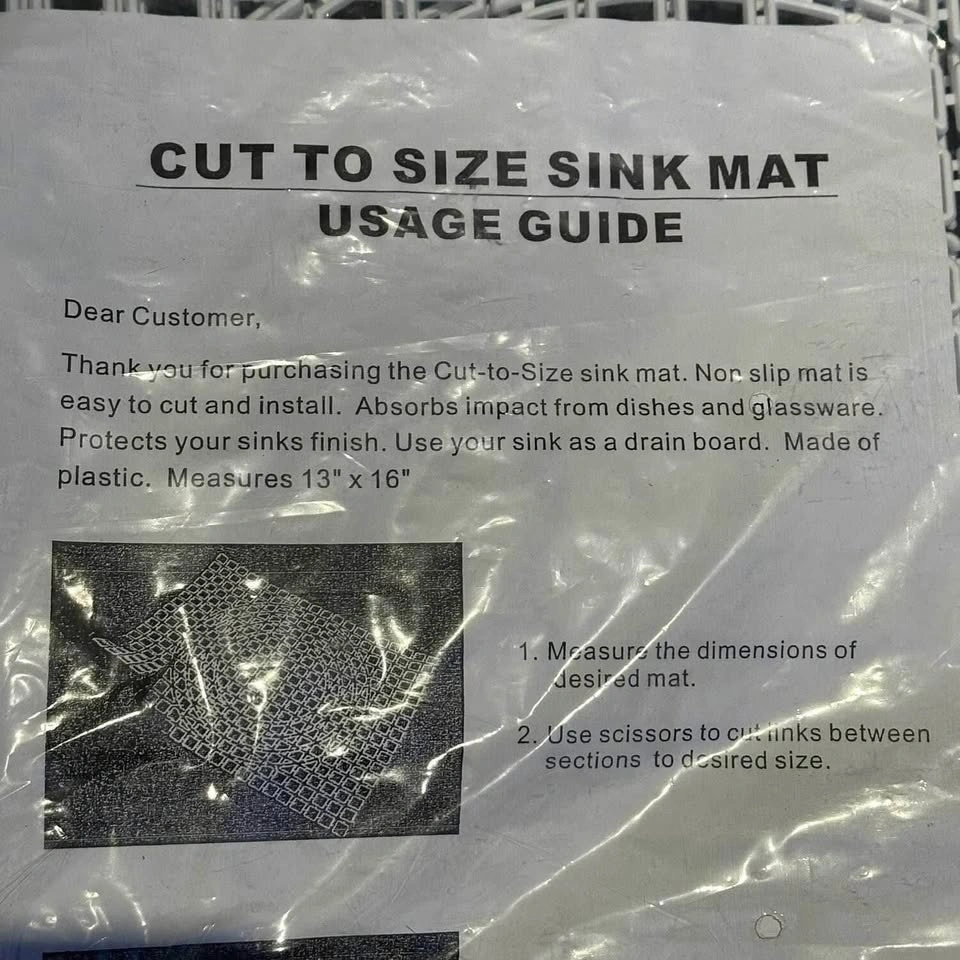 CUT TO SIZE SINK MAT
USAGE GUIDE
Dear Customer,
Thank you for purchasing the Cut-to-Size sink mat. Non slip mat is
easy to cut and install. Absorbs impact from dishes and glassware.
Protects your sinks finish. Use your sink as a drain board. Made of
plastic. Measures 13" x 16"
1. Measure the dimensions of
desired mat.
2. Use scissors to cut links between
sections to desired size.